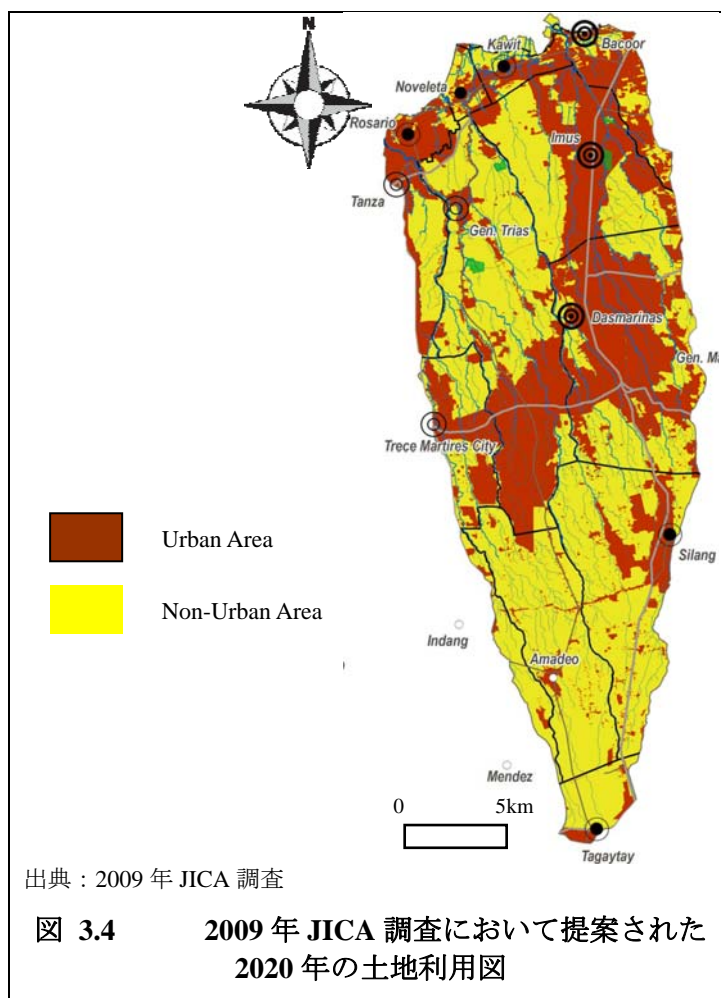 N
Bacoor
Kawit
Noveleta
Rosario
Imus
Tanza
Gen. Trias
Dasmarinas
Gen. M
Trece Martires City
Urban Area
Silang
Non-Urban Area
Indang
Amadeo
Mendez
0 5km
Tagaytay
出典：2009 年 JICA 調査
図 3.4 2009 年 JICA 調査において提案された
2020 年の土地利用図